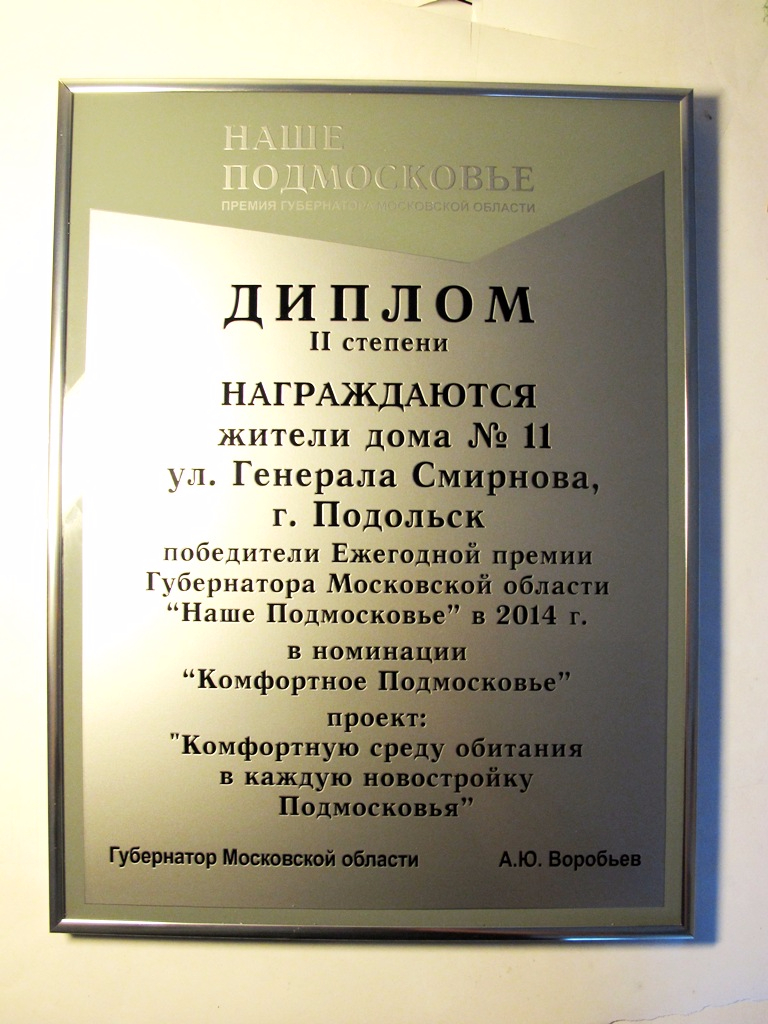 НАШЕ
ПОДМОСКОВЬЕ
ПРЕМИЯ ГУБЕРНАТОРА МОСКОВСКОЙ ОБЛАСТИ
ДИПЛОМ
II степени
НАГРАЖДАЮТСЯ
жители дома № 11
ул. Генерала Смирнова,
г. Подольск
победители Ежегодной премии
Губернатора Московской области
“Наше Подмосковье” в 2014 г.
в номинации
“Комфортное Подмосковье”
проект:
"Комфортную среду обитания
в каждую новостройку
Подмосковья”
Губернатор Московской области А.Ю. Воробьев